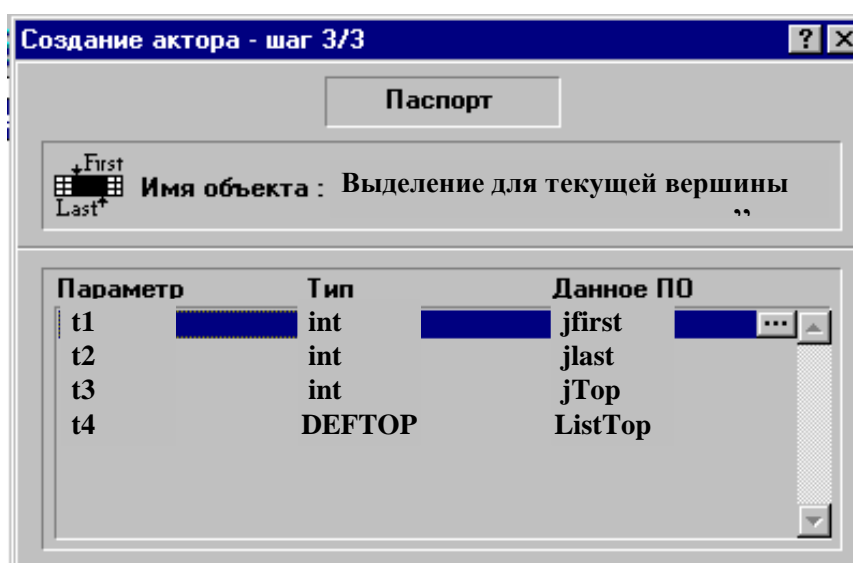 Создание актора - шаг 3/3
Паспорт
First
Last
Имя объекта : Выделение для текущей вершины
”
Параметр Тип Данное ПО
t1 int jfirst ...
t2 int jlast
t3 int jTop
t4 DEFTOP ListTop